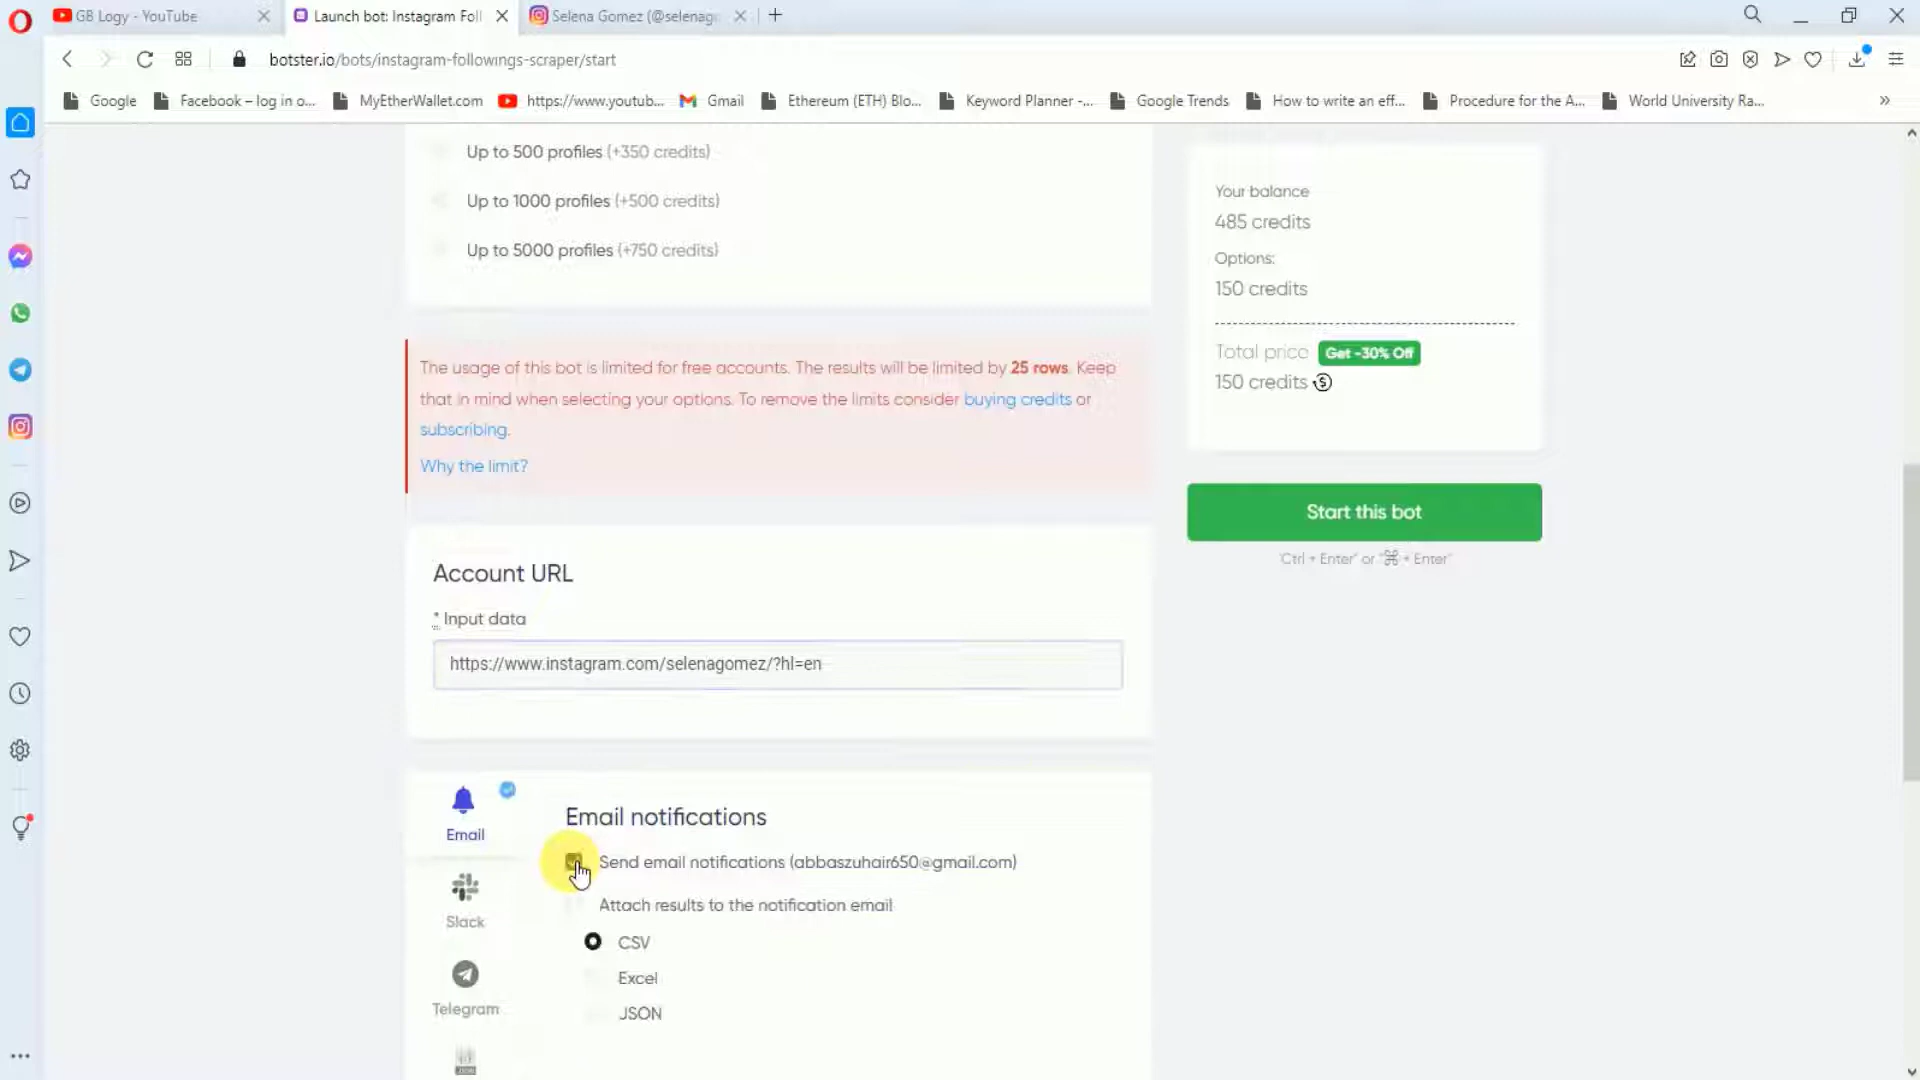 GB Logy - YouTube
Launch bot: Instagram Foll
Selena Gomez (@selenag
botster.io/bots/instagram-followings-scraper/start
Google
Facebook – log in o...
MyEtherWallet.com
https://www.youtub...
Gmail
Ethereum (ETH) Blo...
Keyword Planner -...
Google Trends
How to write an eff...
Procedure for the A...
World University Ra...
Up to 500 profiles (+350 credits)
Up to 1000 profiles (+500 credits)
Up to 5000 profiles (+750 credits)
Your balance
485 credits
Options:
150 credits
Total price Get -30% Off
150 credits
The usage of this bot is limited for free accounts. The results will be limited by 25 rows. Keep
that in mind when selecting your options. To remove the limits consider buying credits or
subscribing.
Why the limit?
Start this bot
"Ctrl + Enter" or "⌘ + Enter"
Account URL
* Input data
https://www.instagram.com/selenagomez/?hl=en
Email
Slack
Telegram
Email notifications
Send email notifications (abbaszuhair650@gmail.com)
Attach results to the notification email
CSV
Excel
JSON